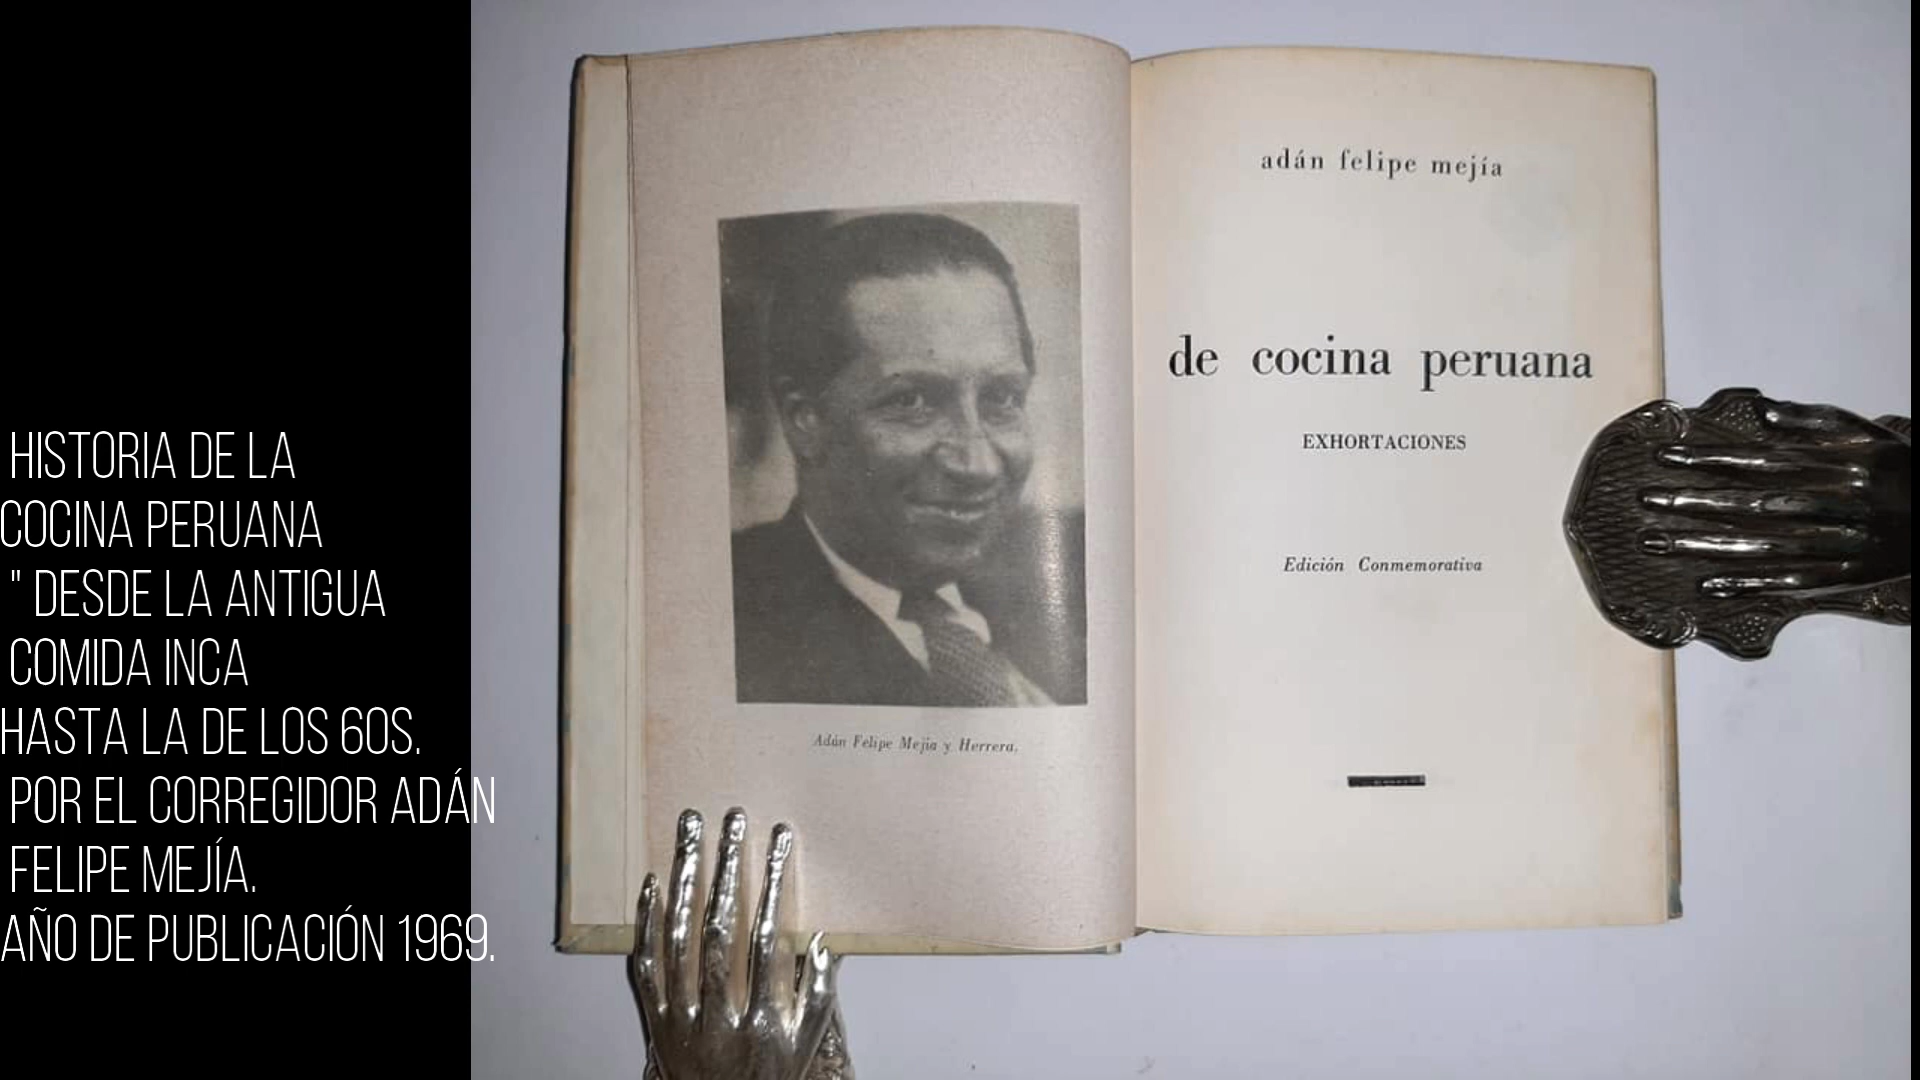 HISTORIA DE LA
COCINA PERUANA
" DESDE LA ANTIGUA
COMIDA INCA
HASTA LA DE LOS 60S.
POR EL CORREGIDOR ADÁN
FELIPE MEJÍA.
AÑO DE PUBLICACIÓN 1969.
Adán Felipe Mejía y Herrera.
adán felipe mejía
de cocina peruana
EXHORTACIONES
Edición Conmemorativa